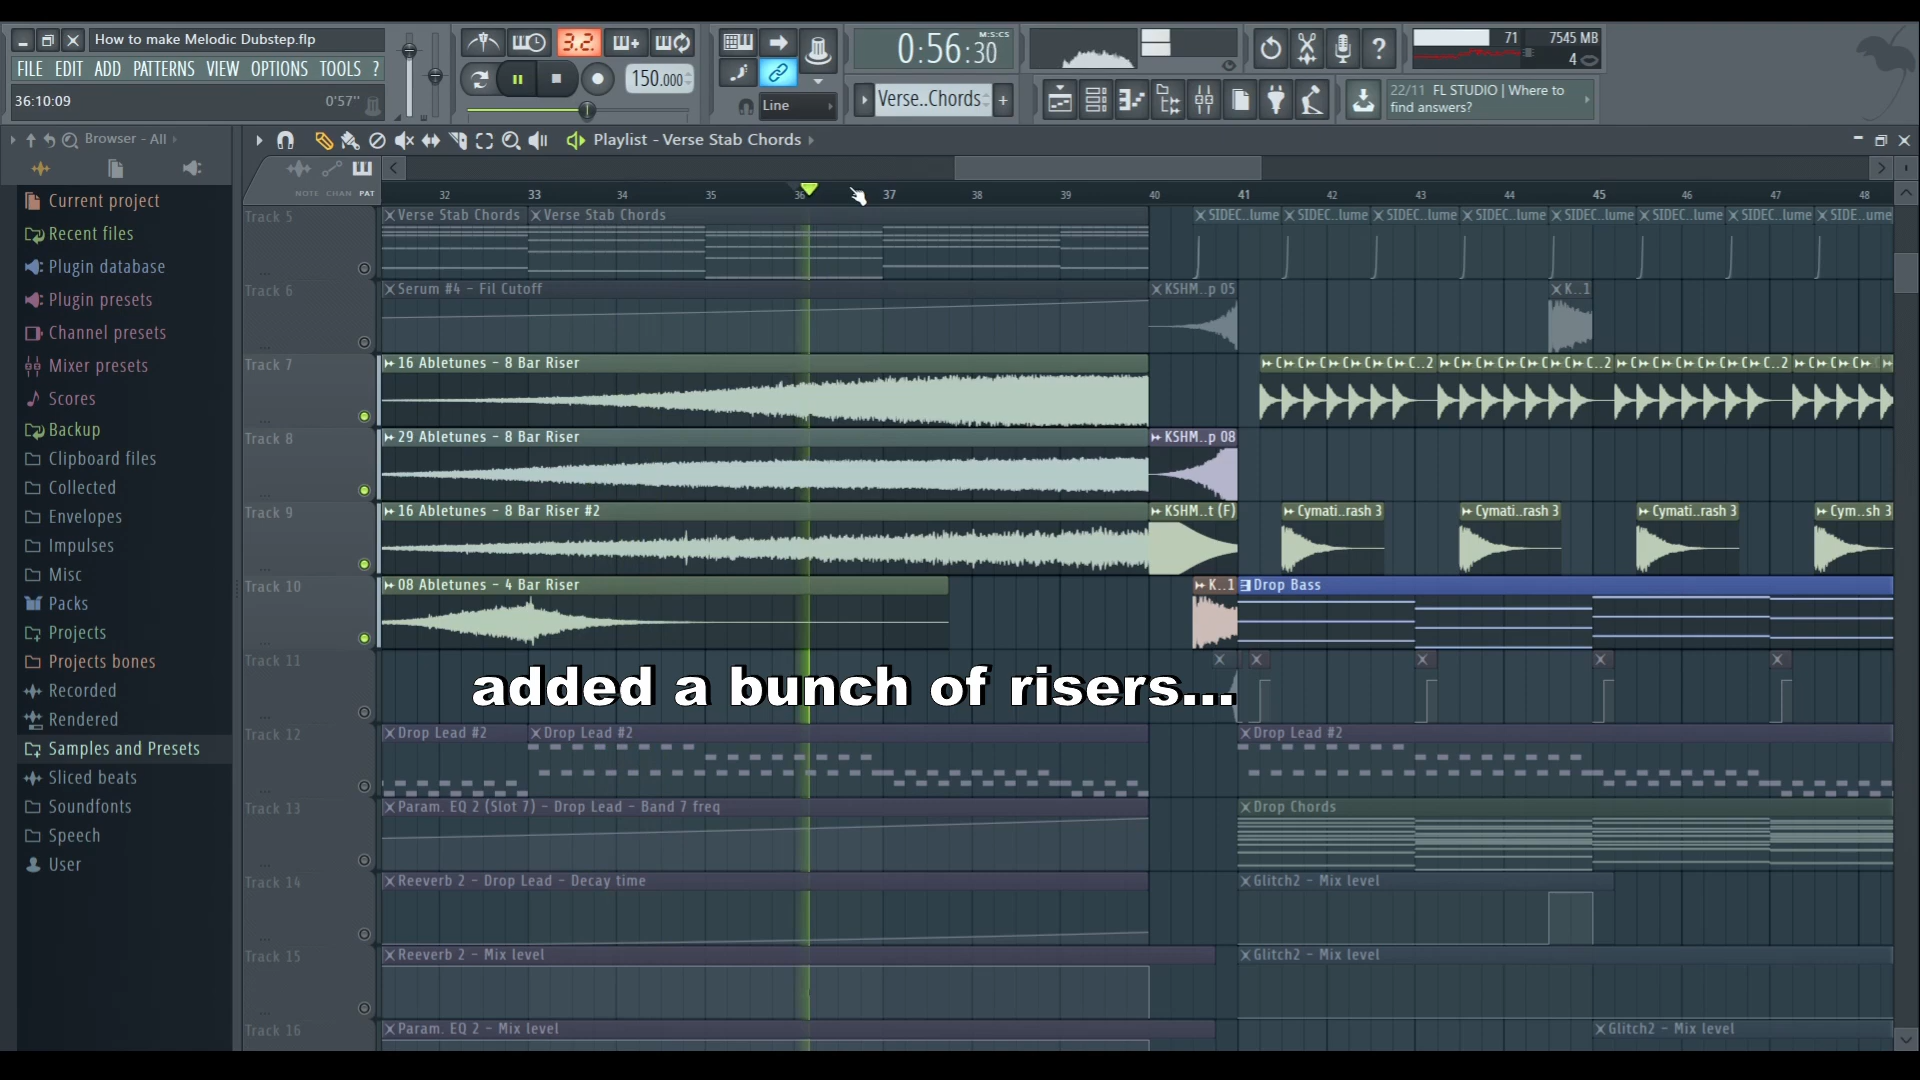 How to make Melodic Dubstep.flp
FILE EDIT ADD PATTERNS VIEW OPTIONS TOOLS ?
36:10:09 0'57"
3.2.
150.000
Line
0:56:30
M:S:CS
Verse..Chords
71 7545 MB
4
22/11 FL STUDIO | Where to
find answers?
Browser - All
Playlist - Verse Stab Chords
NOTE CHAN PAT
32 33 34 35 36 37 38 39 40 41 42 43 44 45 46 47 48
Current project
Recent files
Plugin database
Plugin presets
Channel presets
Mixer presets
Scores
Backup
Clipboard files
Collected
Envelopes
Impulses
Misc
Packs
Projects
Projects bones
Recorded
Rendered
Samples and Presets
Sliced beats
Soundfonts
Speech
User
Track 5
Verse Stab Chords Verse Stab Chords SIDEC..lume SIDEC..lume SIDEC..lume SIDEC..lume SIDEC..lume SIDEC..lume SIDEC..lume SIDE..ume
Track 6
Serum #4 - Fil Cutoff KSHM..p 05 K..1
Track 7
16 Abletunes - 8 Bar Riser
Track 8
29 Abletunes - 8 Bar Riser KSHM..p 08
Track 9
16 Abletunes - 8 Bar Riser #2 KSHM..t (F) Cymati..rash 3 Cymati..rash 3 Cymati..rash 3 Cym..sh 3
Track 10
08 Abletunes - 4 Bar Riser K..1 Drop Bass
Track 11
added a bunch of risers...
Track 12
Drop Lead #2 Drop Lead #2 Drop Lead #2
Track 13
Param. EQ 2 (Slot 7) - Drop Lead - Band 7 freq Drop Chords
Track 14
Reeverb 2 - Drop Lead - Decay time Glitch2 - Mix level
Track 15
Reeverb 2 - Mix level Glitch2 - Mix level
Track 16
Param. EQ 2 - Mix level Glitch2 - Mix level